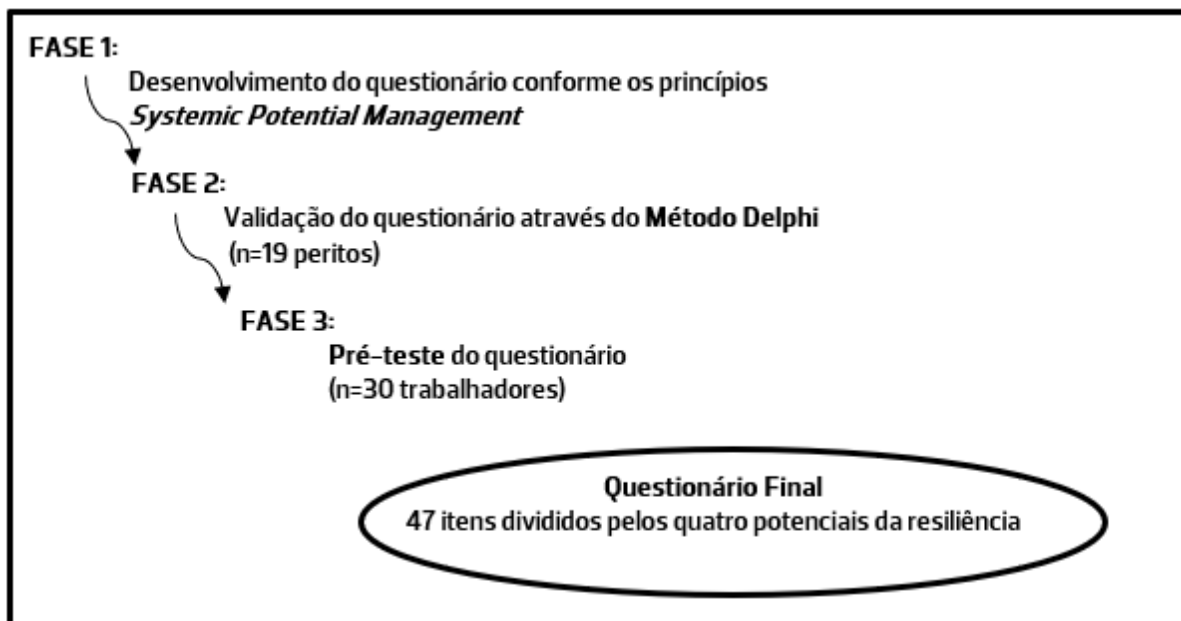 FASE 1:
Desenvolvimento do questionário conforme os princípios
Systemic Potential Management
FASE 2:
Validação do questionário através do Método Delphi
(n=19 peritos)
FASE 3:
Pré-teste do questionário
(n=30 trabalhadores)
Questionário Final
47 itens divididos pelos quatro potenciais da resiliência